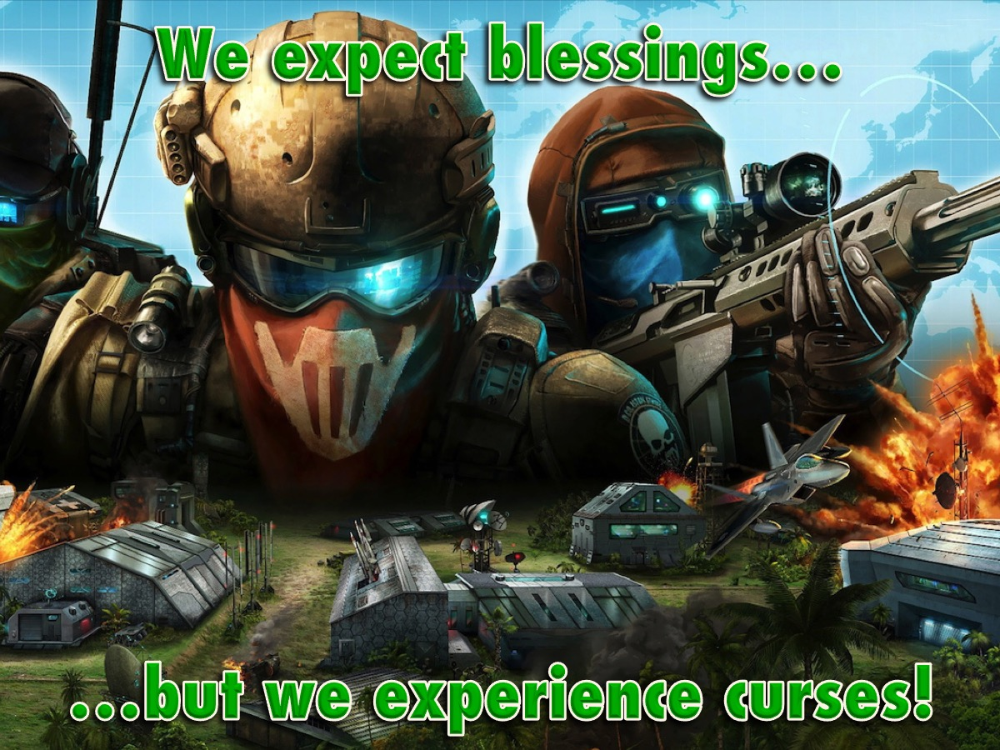 We expect blessings...
...but we experience curses!